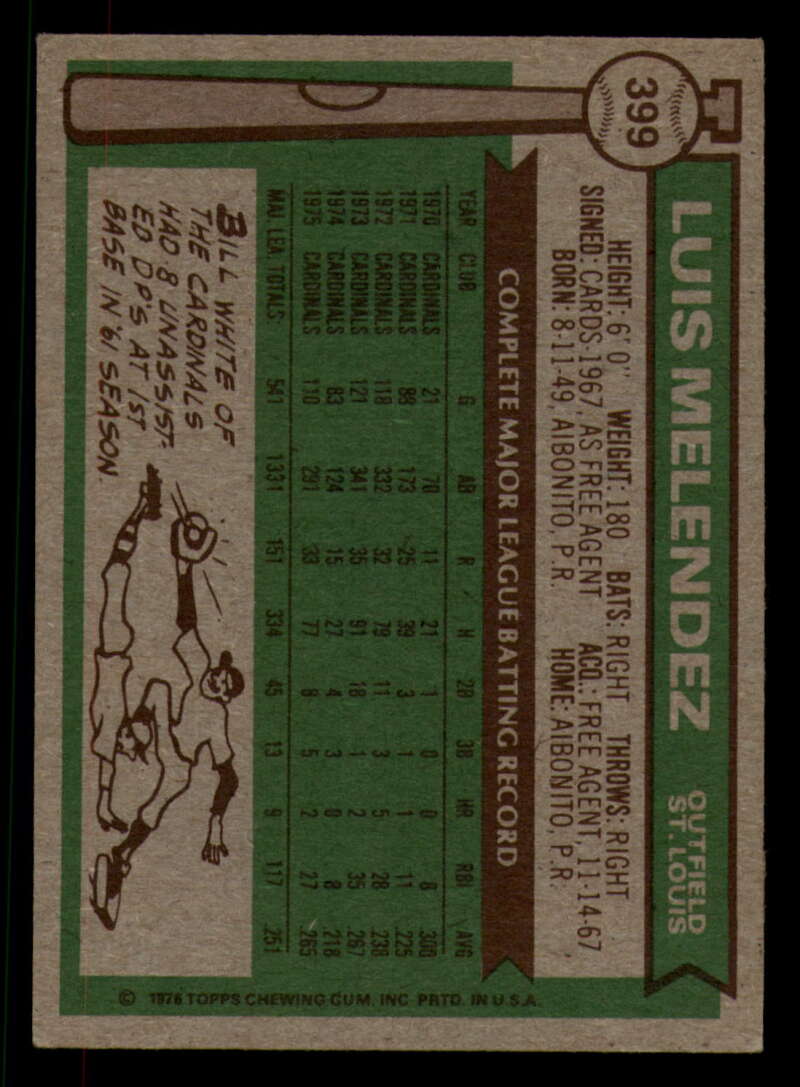 399
LUIS MELENDEZ
OUTFIELD
ST. LOUIS
HEIGHT: 6'0" WEIGHT: 180 BATS: RIGHT THROWS: RIGHT
SIGNED: CARDS-1967, AS FREE AGENT ACQ.: FREE AGENT, 11-14-67
BORN: 8-11-49, AIBONITO, P.R. HOME: AIBONITO, P.R.
COMPLETE MAJOR LEAGUE BATTING RECORD
YEAR CLUB G AB R H 2B 3B HR RBI AVG
1970 CARDINALS 21 70 11 21 1 0 0 8 .300
1971 CARDINALS 88 173 25 39 3 1 1 11 .225
1972 CARDINALS 118 332 32 79 11 3 5 28 .238
1973 CARDINALS 121 341 35 91 18 1 2 35 .267
1974 CARDINALS 83 124 15 27 4 3 0 8 .218
1975 CARDINALS 110 291 33 77 8 5 2 27 .265
MAJ. LEA. TOTALS: 541 1331 151 334 45 13 9 117 .251
BILL WHITE OF
THE CARDINALS
HAD 8 UNASSIST-
ED DP'S AT 1ST
BASE IN '61 SEASON.
© 1976 TOPPS CHEWING GUM, INC. PRTD. IN U.S.A.